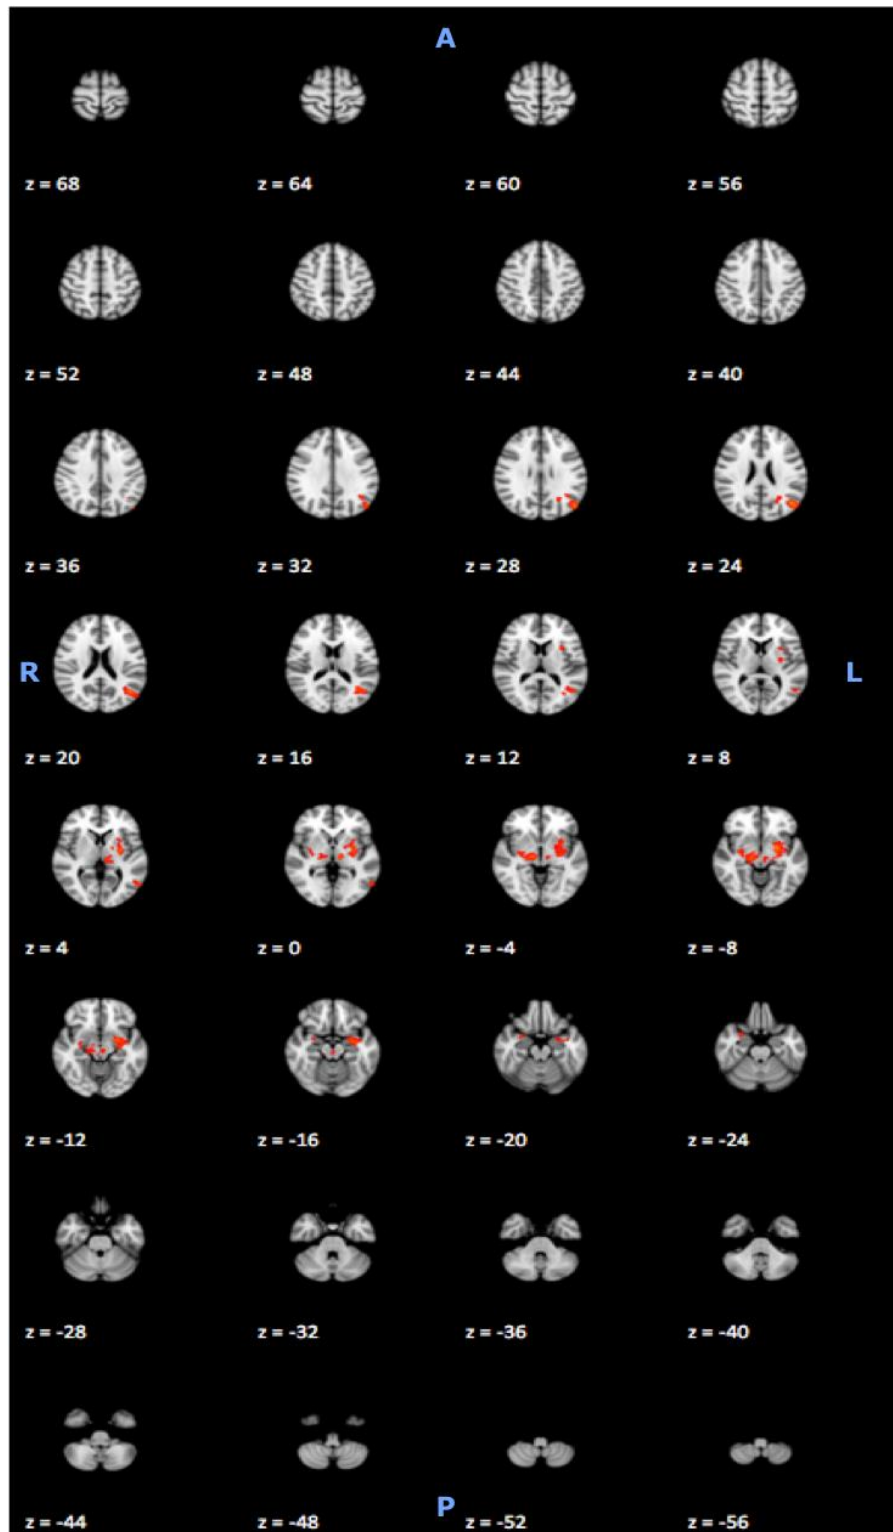 A
z = 68 z = 64 z = 60 z = 56
z = 52 z = 48 z = 44 z = 40
z = 36 z = 32 z = 28 z = 24
R L
z = 20 z = 16 z = 12 z = 8
z = 4 z = 0 z = -4 z = -8
z = -12 z = -16 z = -20 z = -24
z = -28 z = -32 z = -36 z = -40
P
z = -44 z = -48 z = -52 z = -56